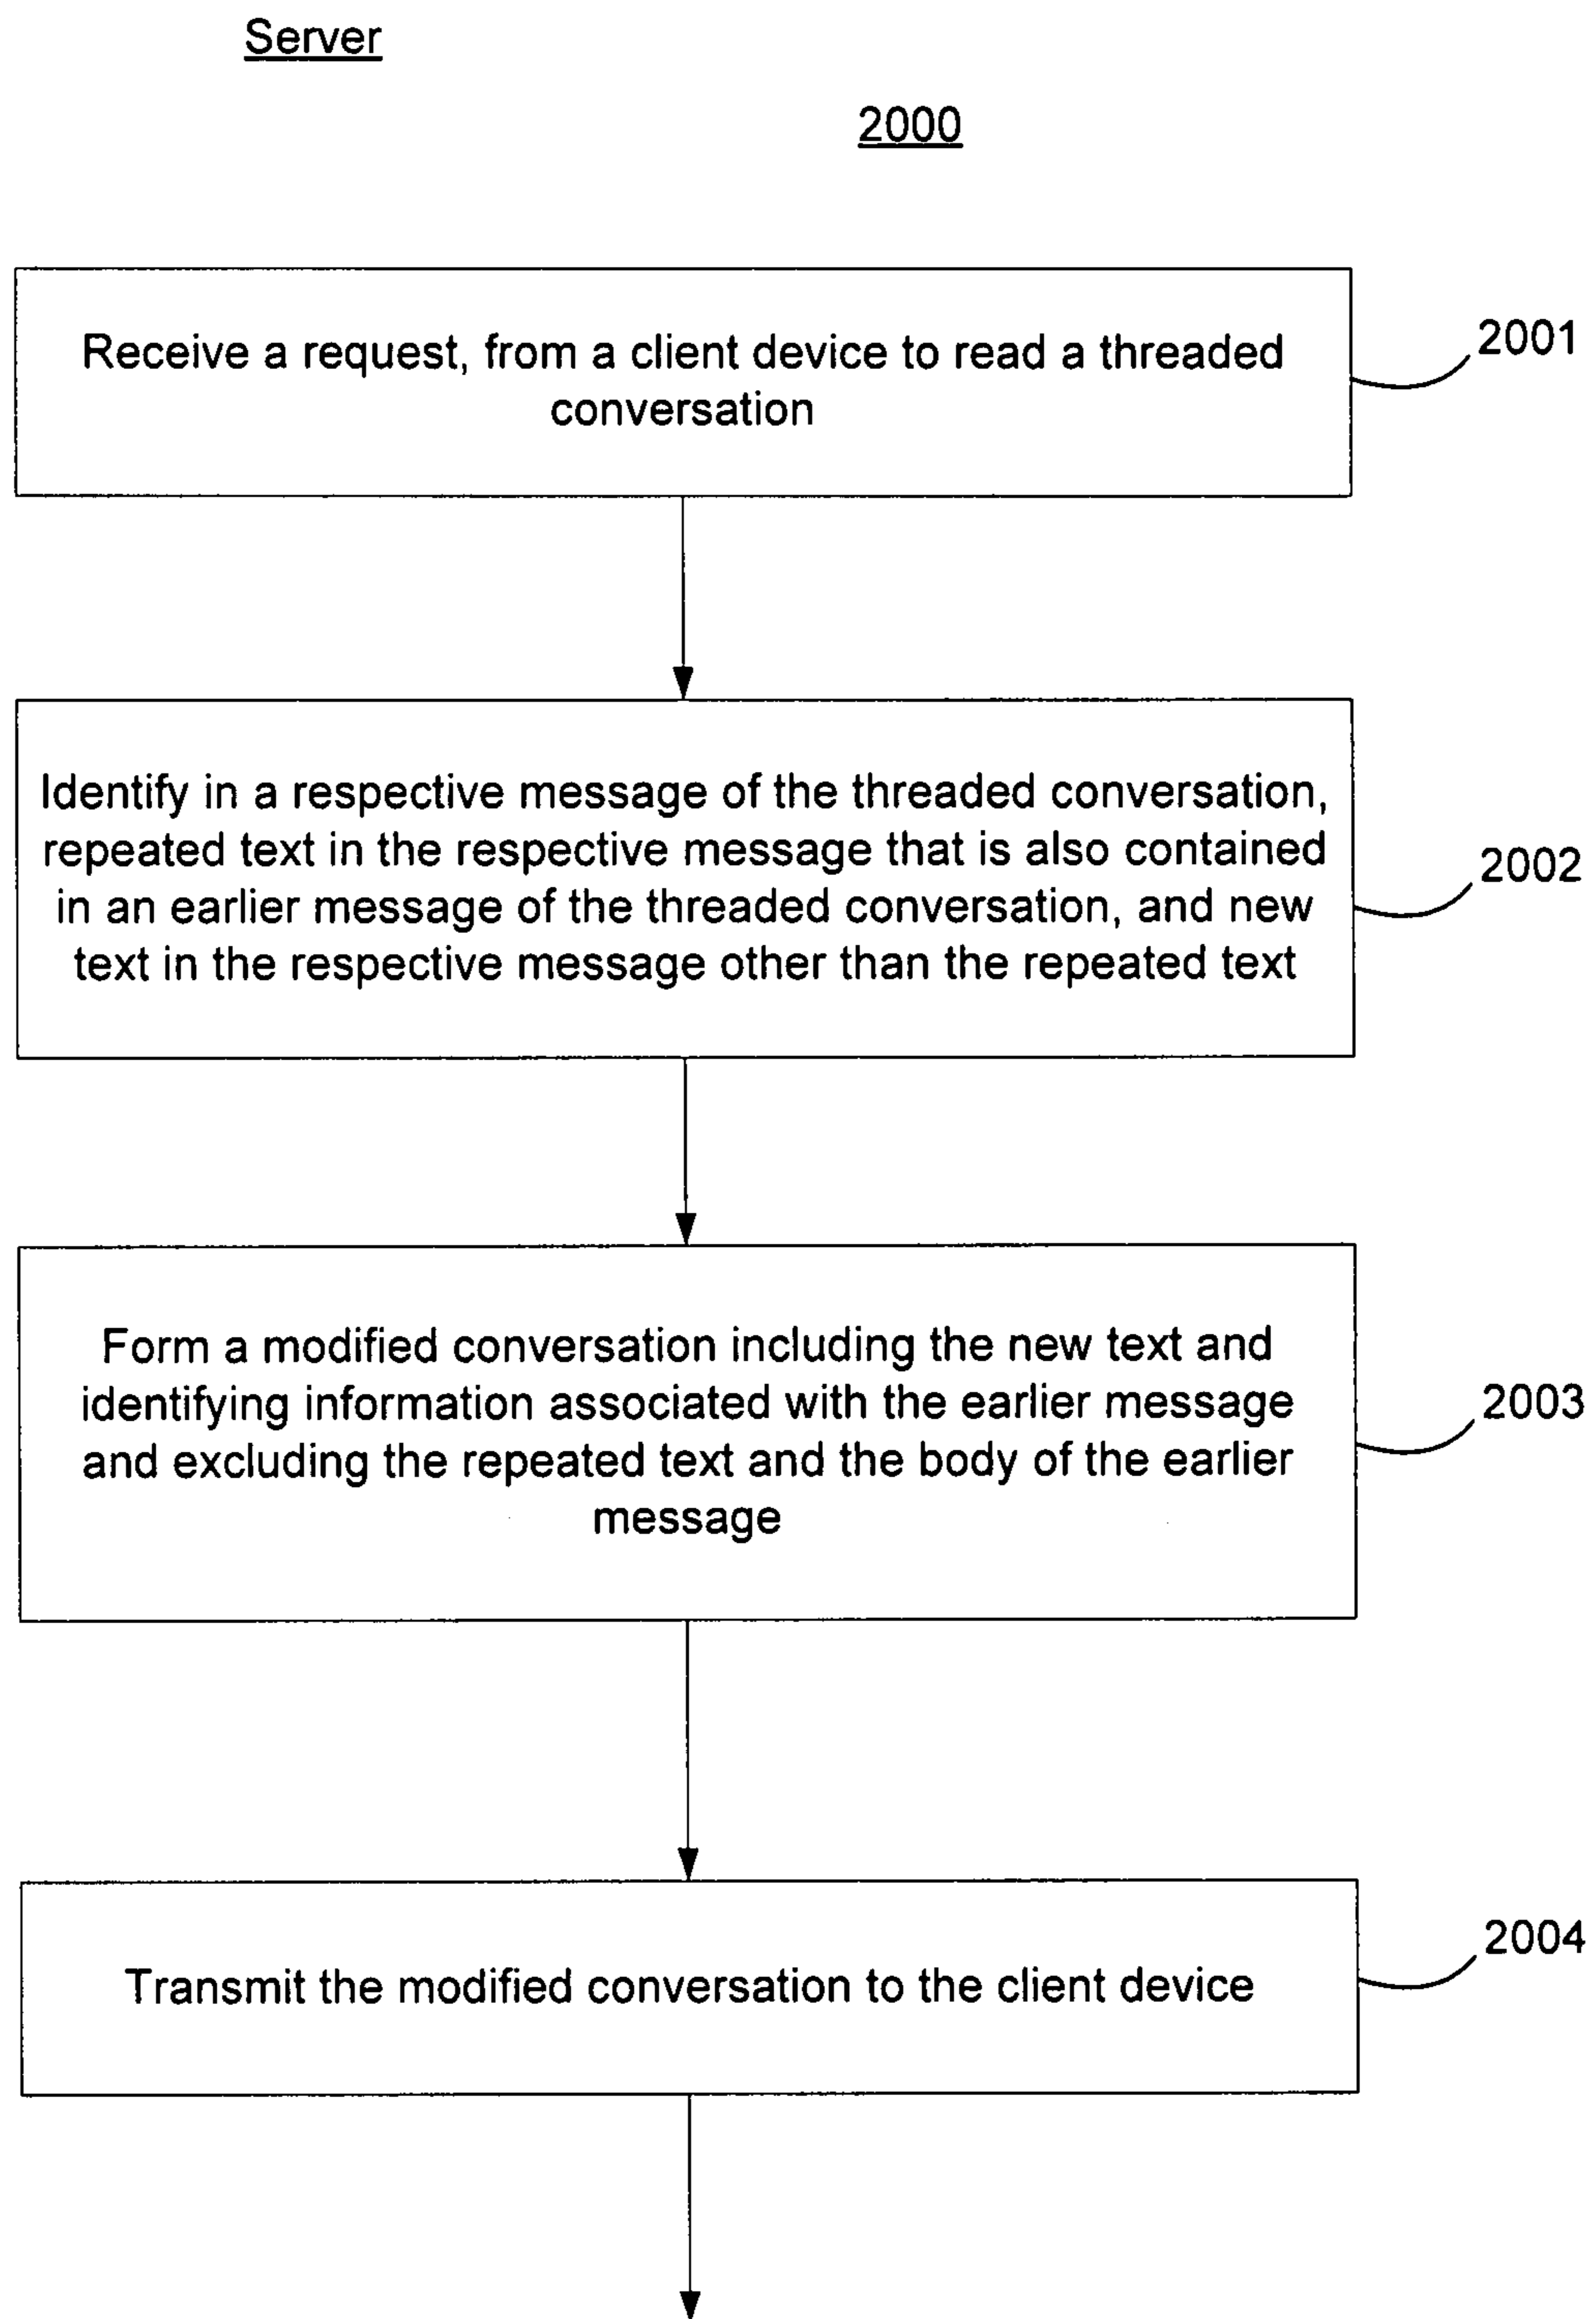 Server
2000
Receive a request, from a client device to read a threaded
conversation
2001
Identify in a respective message of the threaded conversation,
repeated text in the respective message that is also contained
in an earlier message of the threaded conversation, and new
text in the respective message other than the repeated text
2002
Form a modified conversation including the new text and
identifying information associated with the earlier message
and excluding the repeated text and the body of the earlier
message
2003
Transmit the modified conversation to the client device
2004